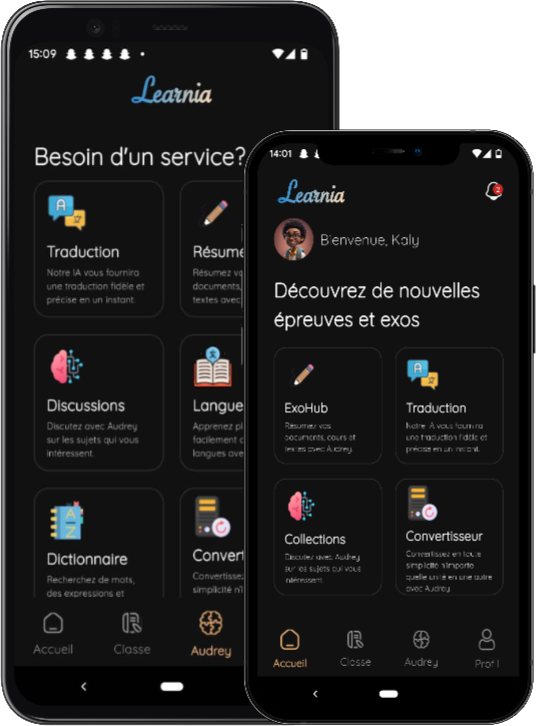 15:09
Learnia
Besoin d'un service?
Traduction
Notre IA vous fournira
une traduction fidèle et
précise en un instant.
Résume
Résumez vo
documents,
textes avec
Discussions
Discutez avec Audrey
sur les sujets qui vous
intéressent.
Langue
Apprenez pl
facilement d
langues ave
Dictionnaire
Recherchez de mots,
des expressions et
Convert
Convertisse
simplicité n'i
Accueil
Classe
Audrey
14:01
Learnia
2
Bienvenue, Kaly
Découvrez de nouvelles
épreuves et exos
ExoHub
Résumez vos
documents, cours et
textes avec Audrey.
Traduction
Notre IA vous fournira
une traduction fidèle et
précise en un instant.
Collections
Discutez avec Audrey
sur les sujets qui vous
intéressent.
Convertisseur
Convertissez en toute
simplicité n'importe
quelle unité en une autre
avec Audrey
Accueil
Classe
Audrey
Profil